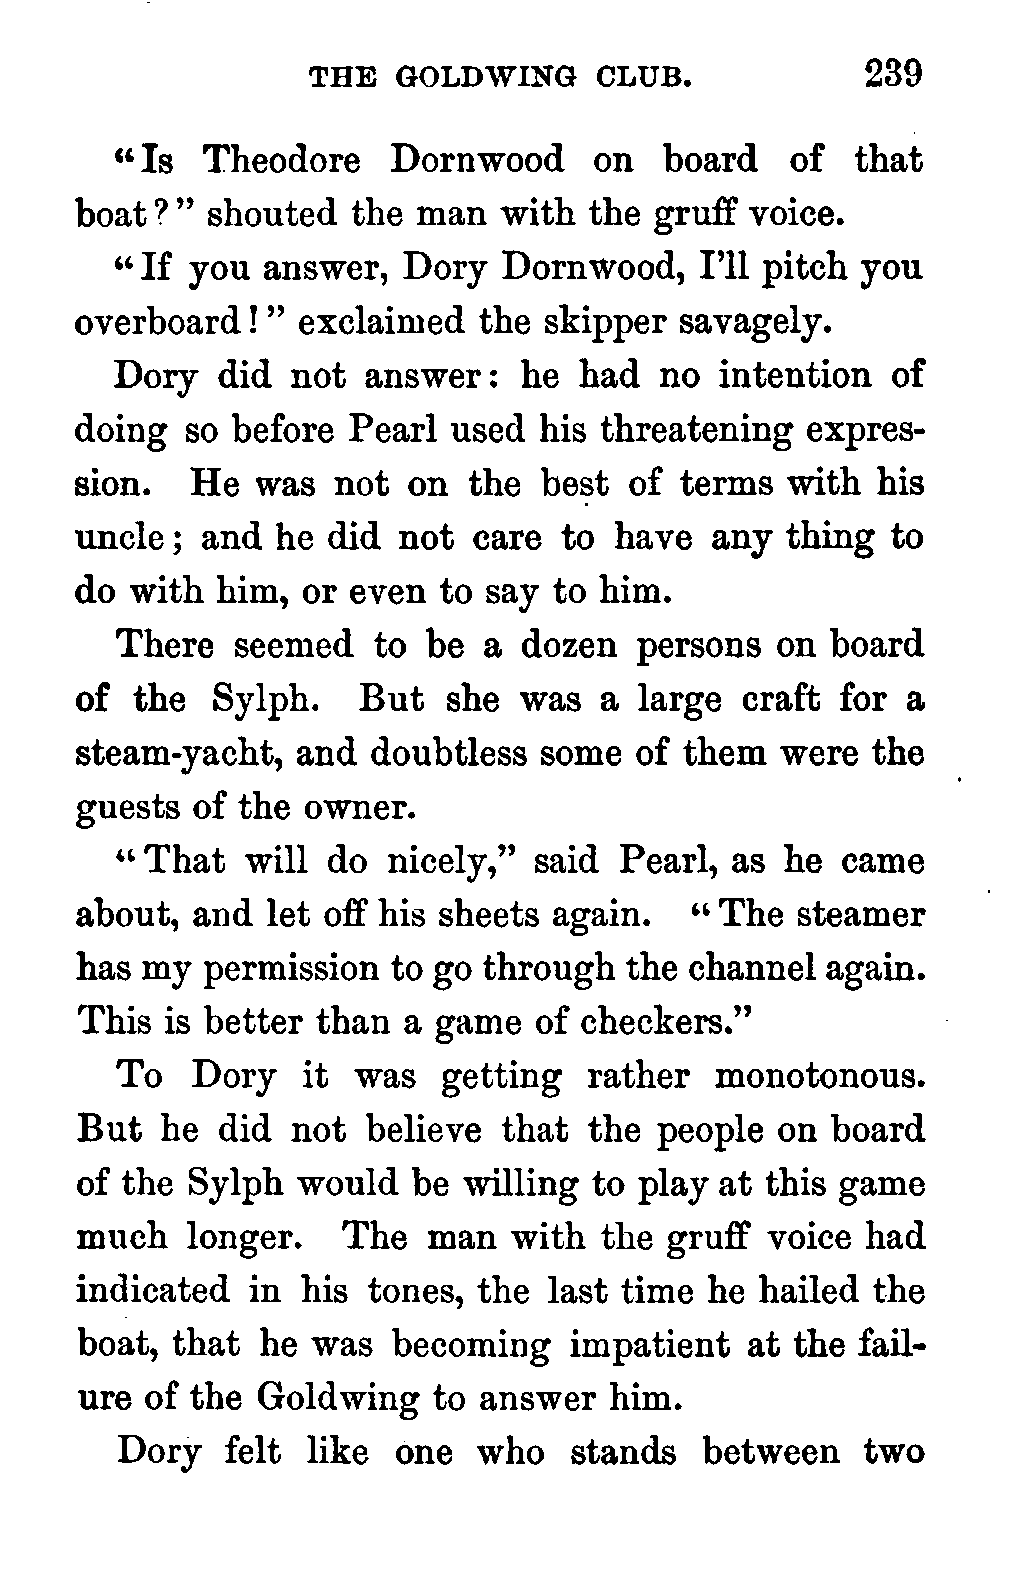 THE GOLDWING CLUB. 239
“Is Theodore Dornwood on board of that
boat?” shouted the man with the gruff voice.
“If you answer, Dory Dornwood, I’ll pitch you
overboard!” exclaimed the skipper savagely.
Dory did not answer: he had no intention of
doing so before Pearl used his threatening expres-
sion. He was not on the best of terms with his
uncle; and he did not care to have any thing to
do with him, or even to say to him.
There seemed to be a dozen persons on board
of the Sylph. But she was a large craft for a
steam-yacht, and doubtless some of them were the
guests of the owner.
“That will do nicely,” said Pearl, as he came
about, and let off his sheets again. “The steamer
has my permission to go through the channel again.
This is better than a game of checkers.”
To Dory it was getting rather monotonous.
But he did not believe that the people on board
of the Sylph would be willing to play at this game
much longer. The man with the gruff voice had
indicated in his tones, the last time he hailed the
boat, that he was becoming impatient at the fail-
ure of the Goldwing to answer him.
Dory felt like one who stands between two